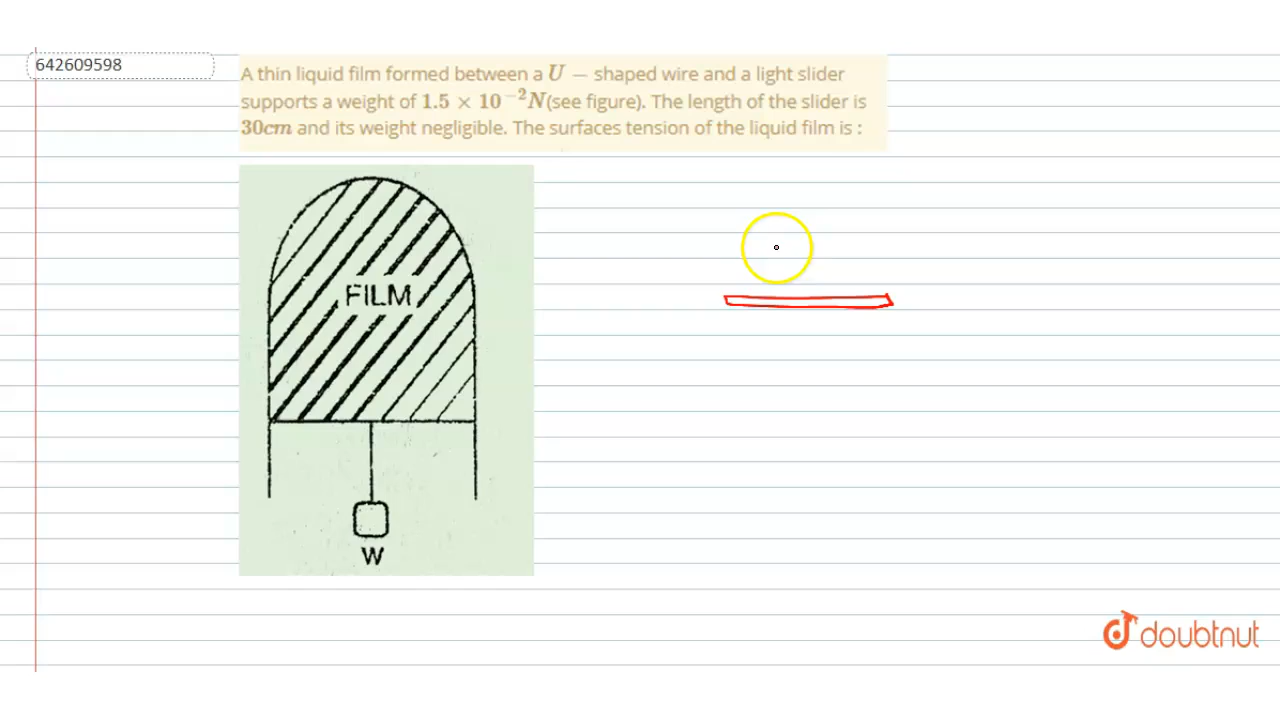 642609598
A thin liquid film formed between a U − shaped wire and a light slider
supports a weight of 1.5 × 10⁻² N(see figure). The length of the slider is
30cm and its weight negligible. The surfaces tension of the liquid film is :
FILM
W
doubtnut